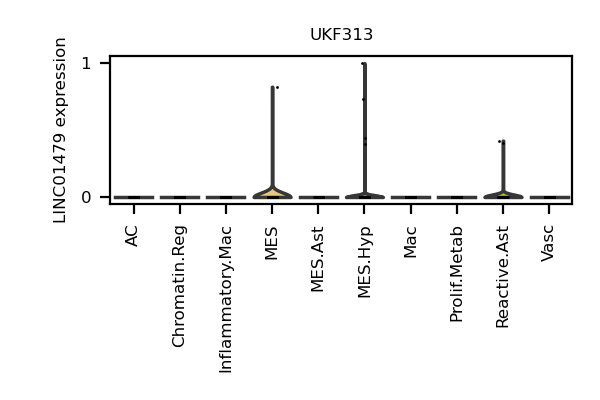 UKF313
LINC01479 expression
1
0
AC
Chromatin.Reg
Inflammatory.Mac
MES
MES.Ast
MES.Hyp
Mac
Prolif.Metab
Reactive.Ast
Vasc